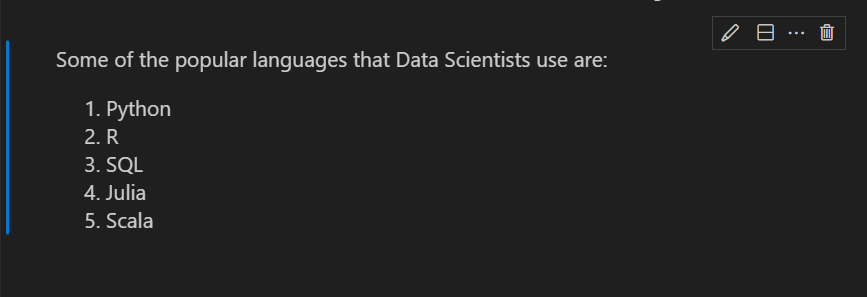 Some of the popular languages that Data Scientists use are:
1. Python
2. R
3. SQL
4. Julia
5. Scala